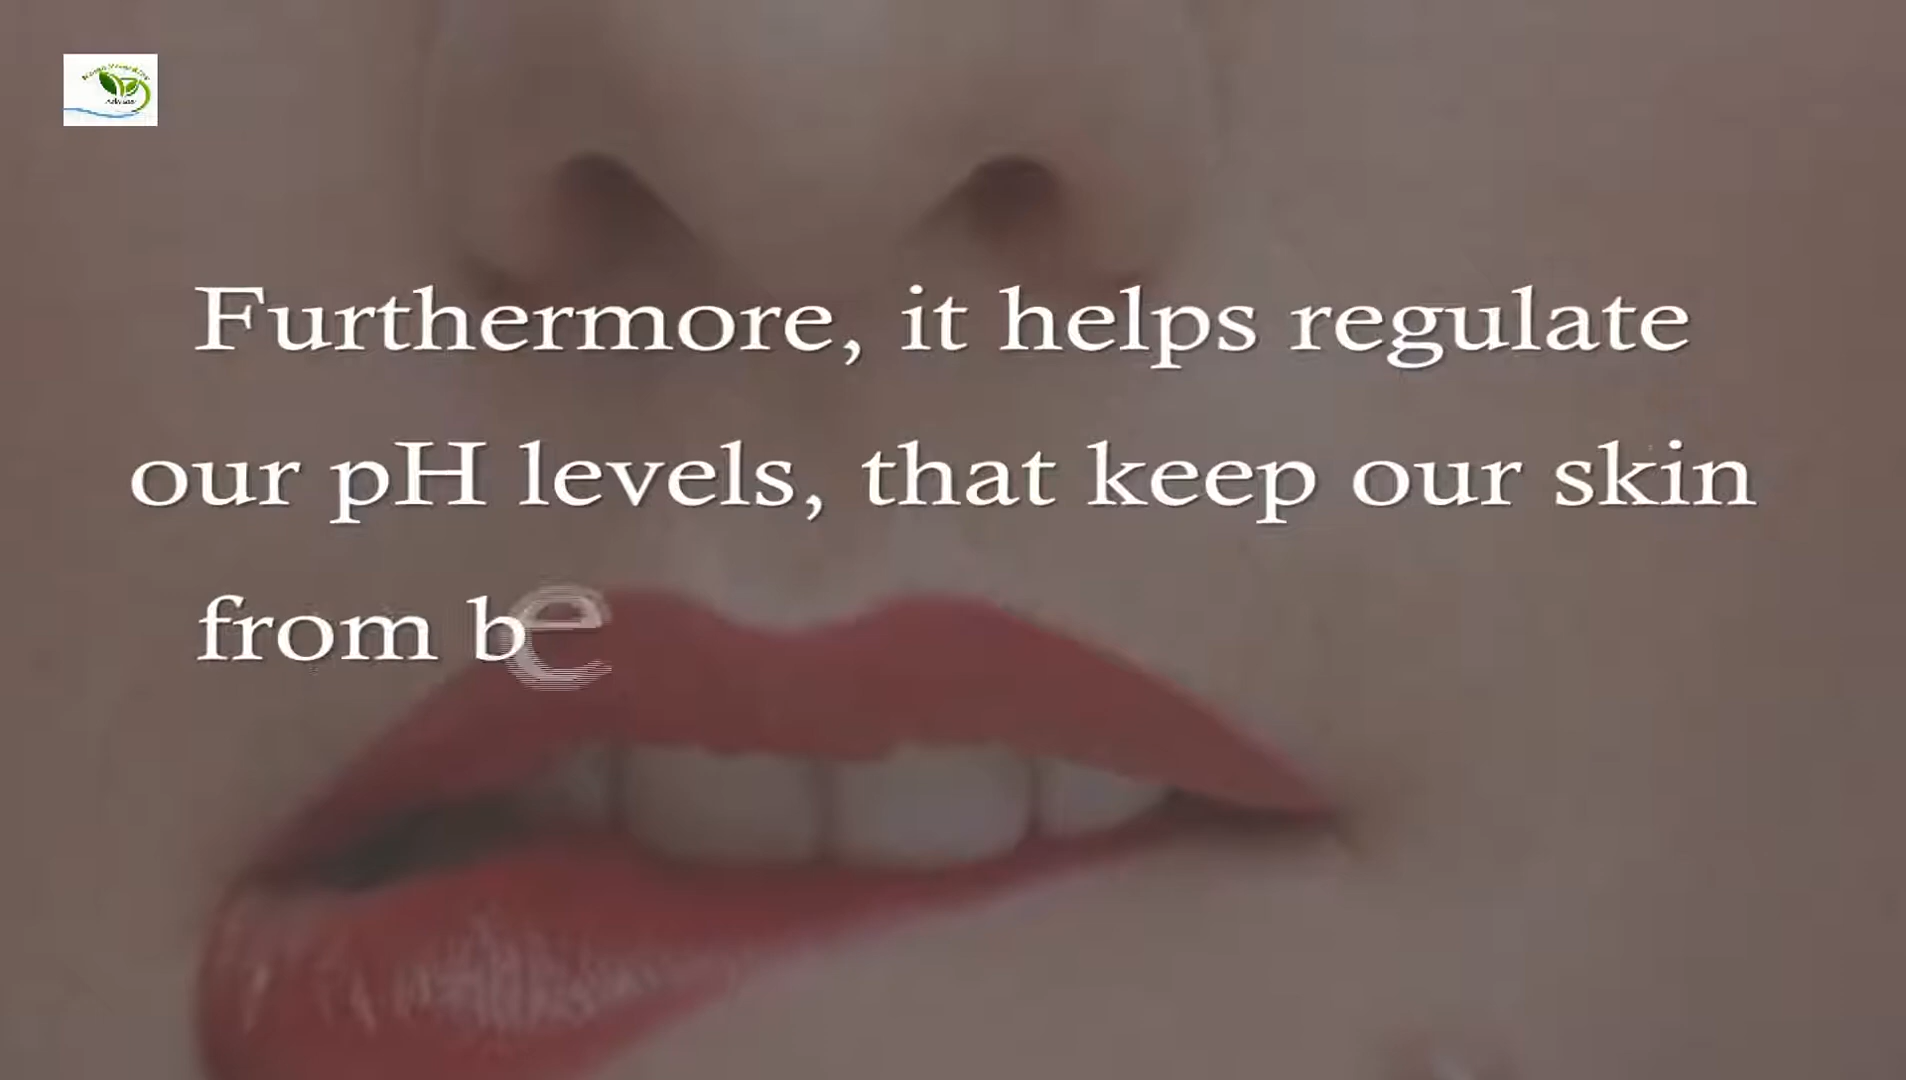 Furthermore, it helps regulate
our pH levels, that keep our skin
from be